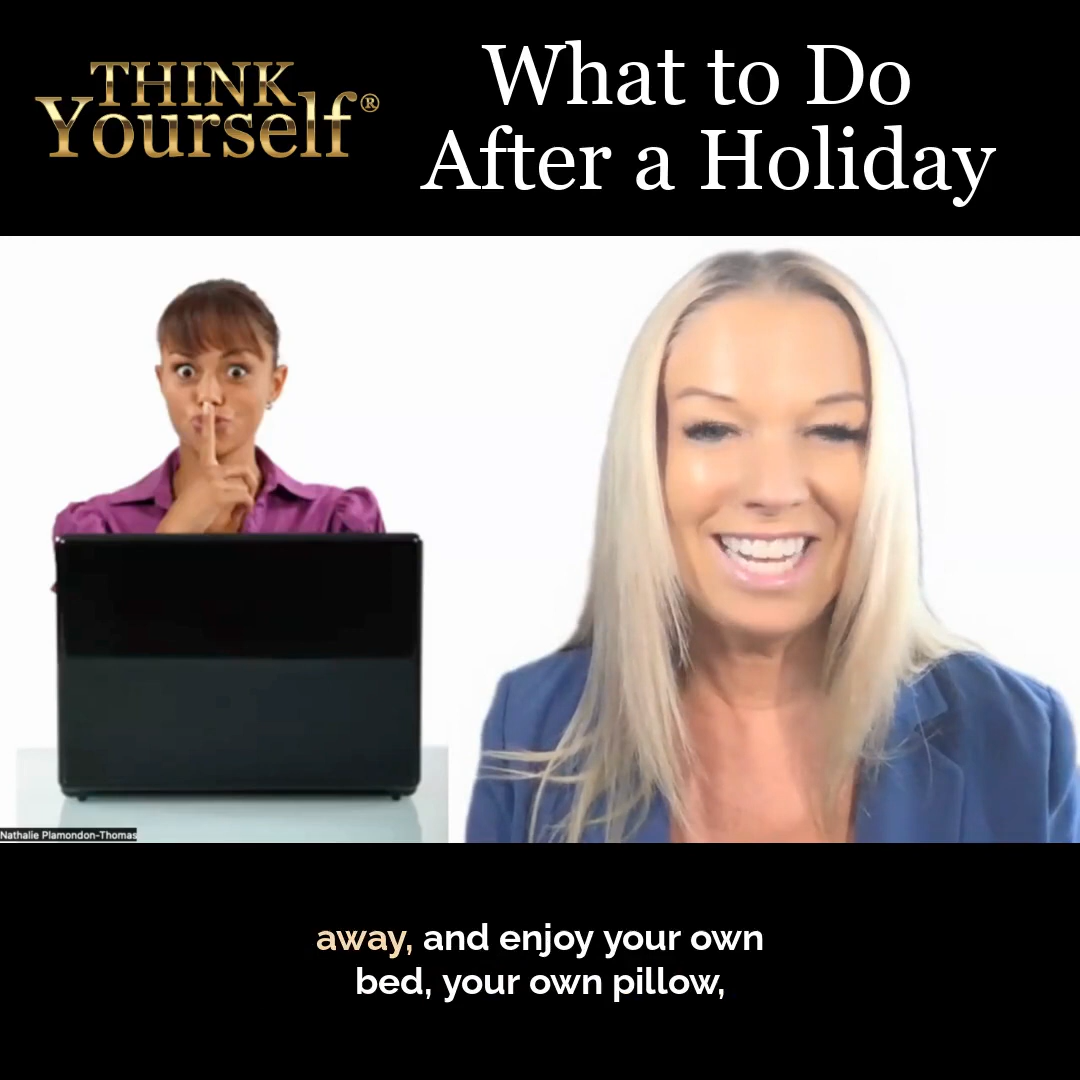 THINK
Yourself®
What to Do
After a Holiday
Nathalie Plamondon-Thomas
away, and enjoy your own
bed, your own pillow,